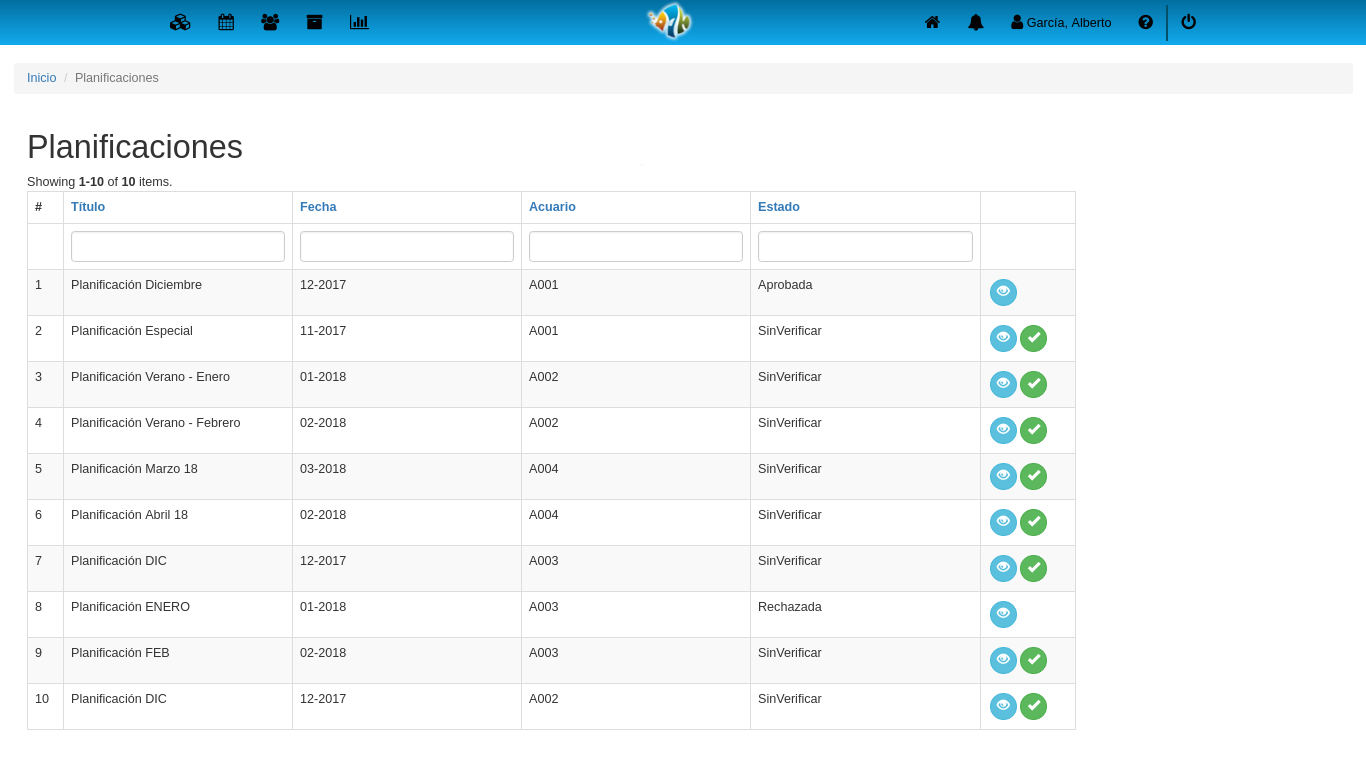 García, Alberto
Inicio / Planificaciones
Planificaciones
Showing 1-10 of 10 items.
# Título Fecha Acuario Estado
1 Planificación Diciembre 12-2017 A001 Aprobada
2 Planificación Especial 11-2017 A001 SinVerificar
3 Planificación Verano - Enero 01-2018 A002 SinVerificar
4 Planificación Verano - Febrero 02-2018 A002 SinVerificar
5 Planificación Marzo 18 03-2018 A004 SinVerificar
6 Planificación Abril 18 02-2018 A004 SinVerificar
7 Planificación DIC 12-2017 A003 SinVerificar
8 Planificación ENERO 01-2018 A003 Rechazada
9 Planificación FEB 02-2018 A003 SinVerificar
10 Planificación DIC 12-2017 A002 SinVerificar